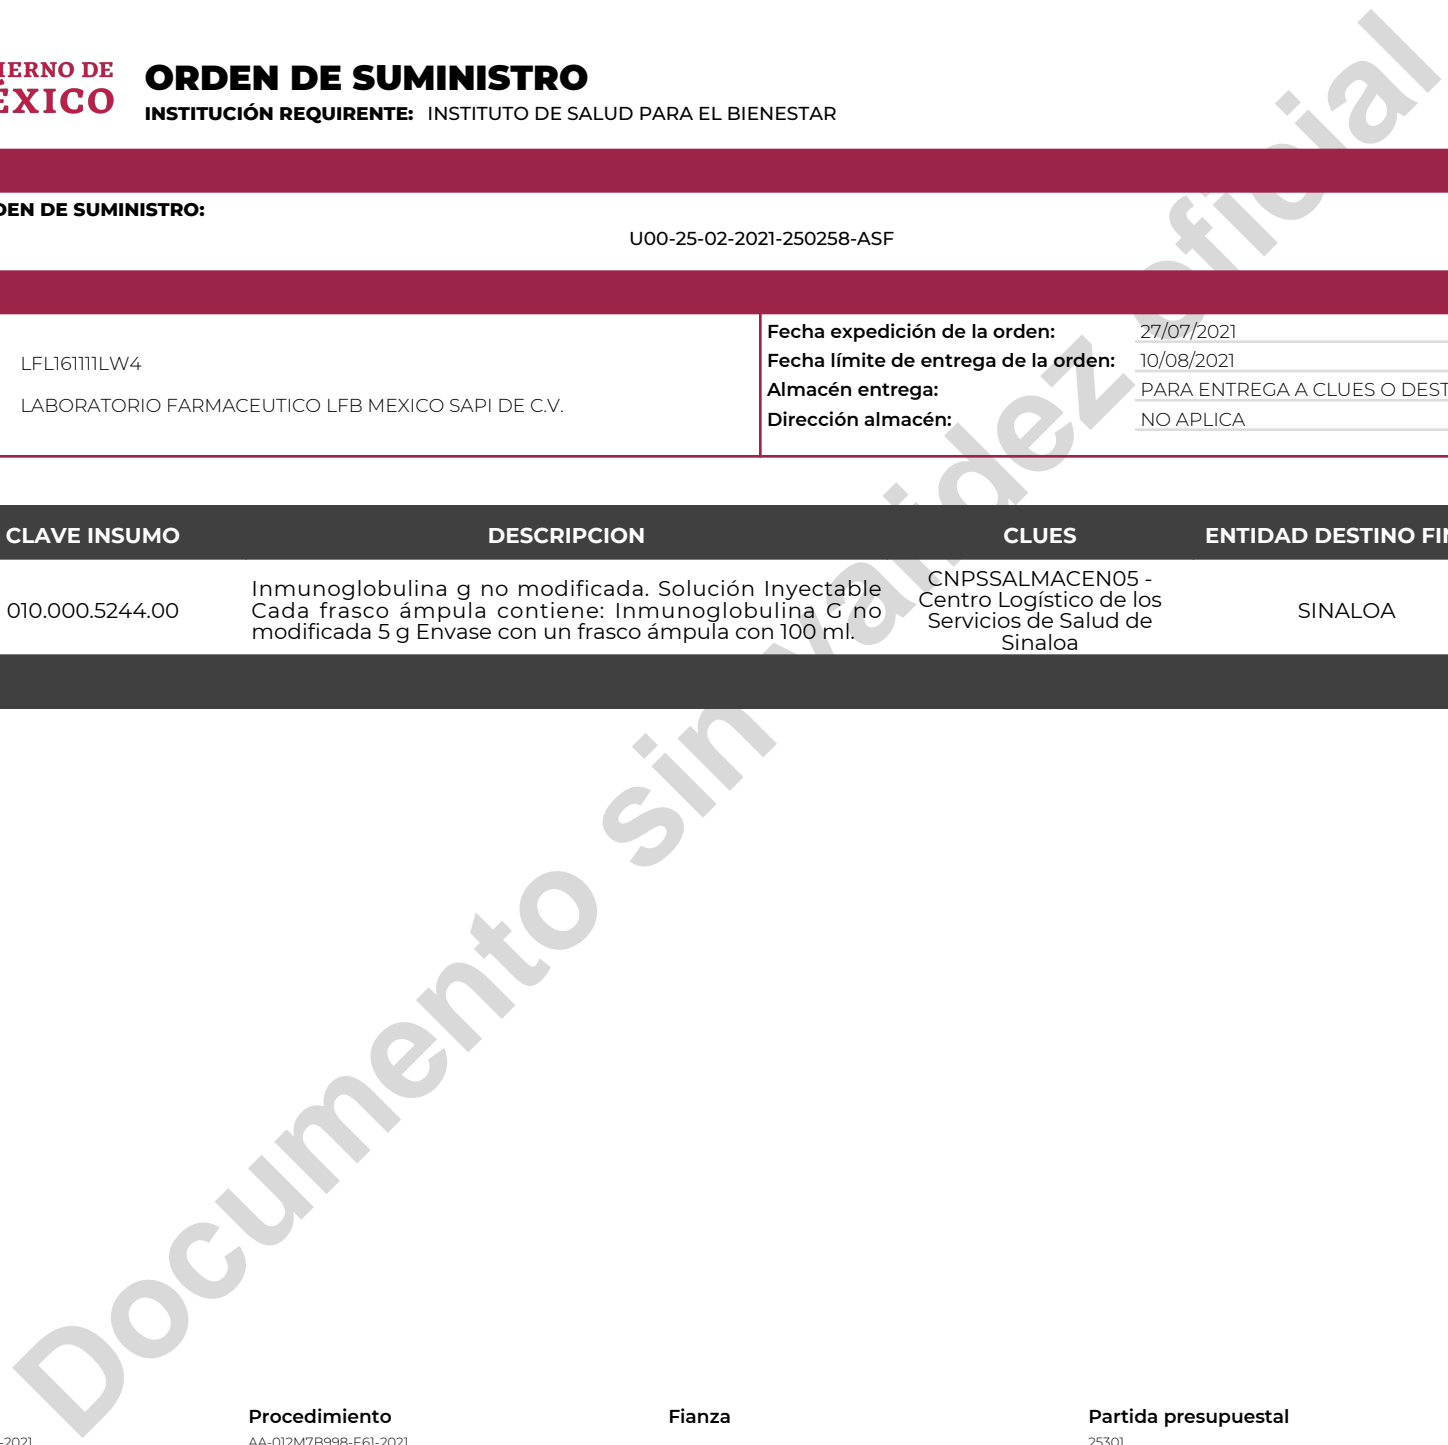 ORDEN DE SUMINISTRO
INSTITUCIÓN REQUIRENTE: INSTITUTO DE SALUD PARA EL BIENESTAR
DE SUMINISTRO:
U00-25-02-2021-250258-ASF
LFL161111LW4
LABORATORIO FARMACEUTICO LFB MEXICO SAPI DE C.V.
Fecha expedición de la orden: 27/07/2021
Fecha límite de entrega de la orden: 10/08/2021
Almacén entrega: PARA ENTREGA A CLUES O DEST
Dirección almacén: NO APLICA
CLAVE INSUMO DESCRIPCION CLUES ENTIDAD DESTINO
010.000.5244.00
Inmunoglobulina g no modificada. Solución Inyectable
Cada frasco ámpula contiene: Inmunoglobulina G no
modificada 5 g Envase con un frasco ámpula con 100 ml.
CNPSSALMACEN05 -
Centro Logístico de los
Servicios de Salud de
Sinaloa
SINALOA
Documento sin validez oficial
Procedimiento Fianza Partida presupuestal
-2021 AA-012M7B998-E61-2021 25301